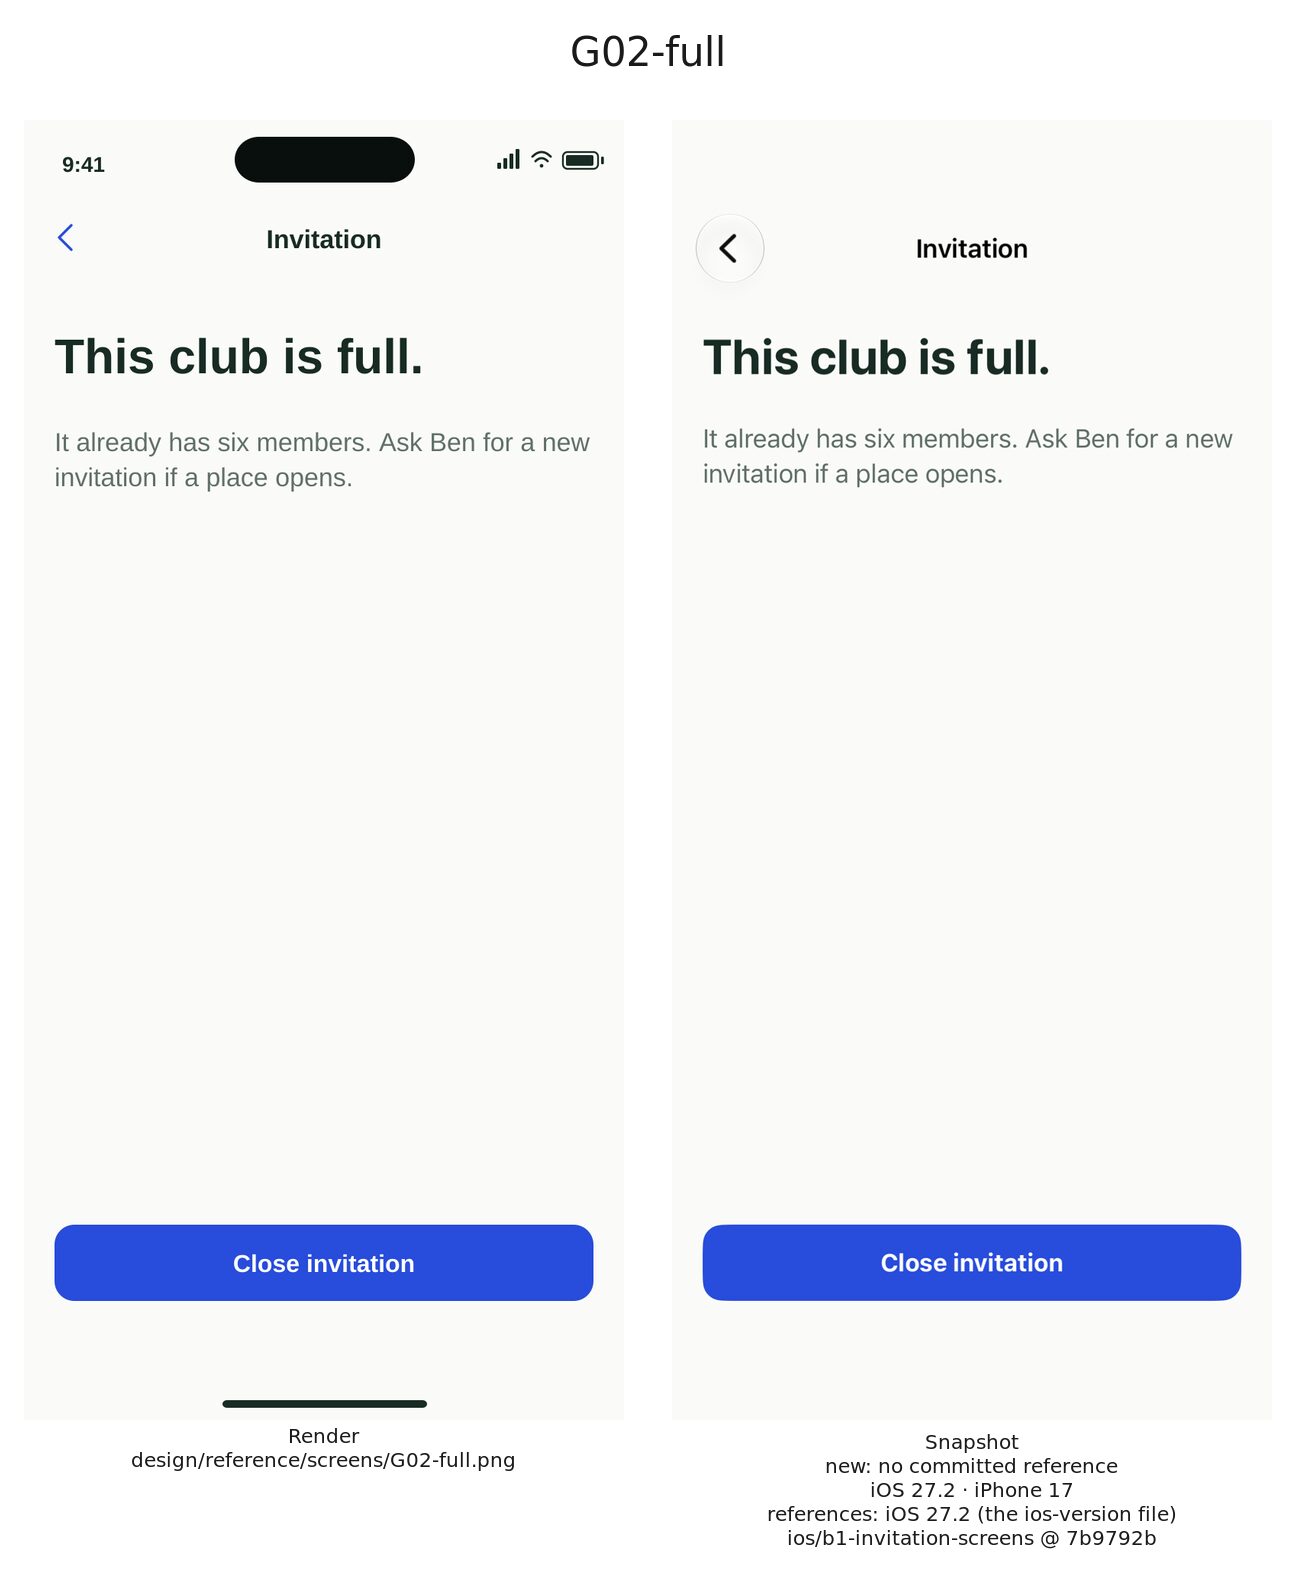 G02-full
9:41
Invitation
This club is full.
It already has six members. Ask Ben for a new
invitation if a place opens.
Close invitation
Render
design/reference/screens/G02-full.png
Invitation
This club is full.
It already has six members. Ask Ben for a new
invitation if a place opens.
Close invitation
Snapshot
new: no committed reference
iOS 27.2 · iPhone 17
references: iOS 27.2 (the ios-version file)
ios/b1-invitation-screens @ 7b9792b